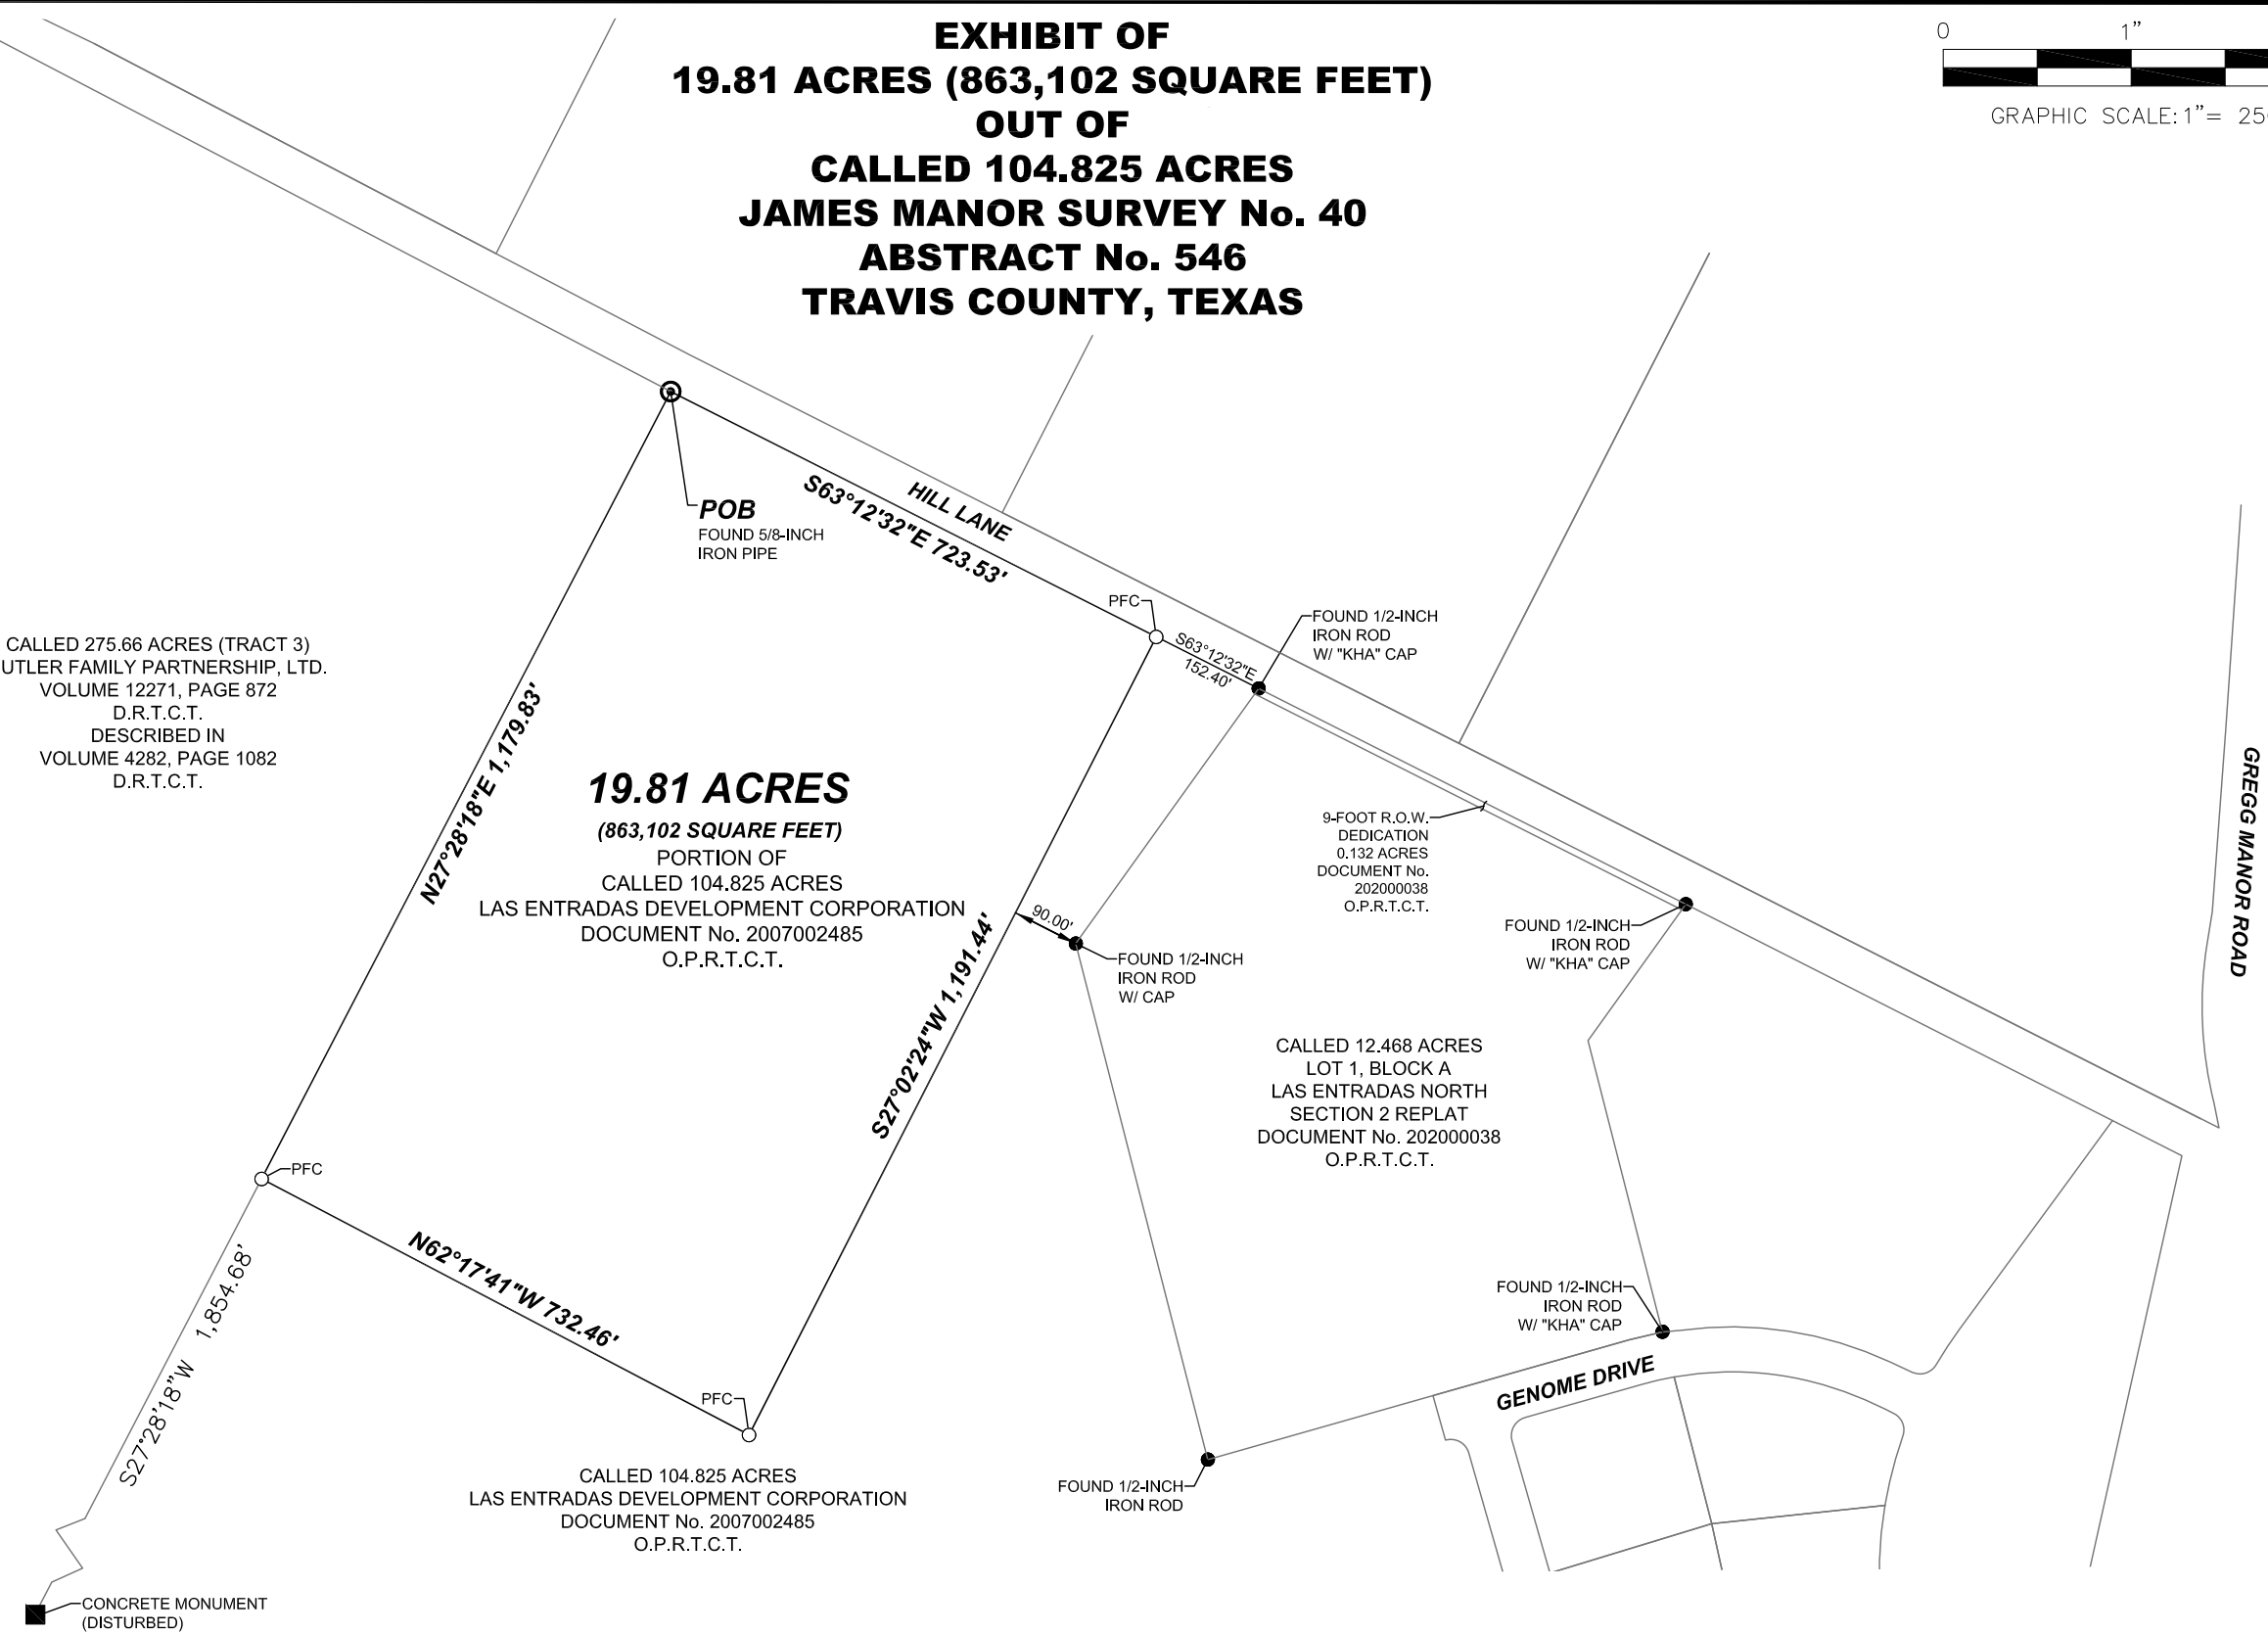 EXHIBIT OF
19.81 ACRES (863,102 SQUARE FEET)
OUT OF
CALLED 104.825 ACRES
JAMES MANOR SURVEY No. 40
ABSTRACT No. 546
TRAVIS COUNTY, TEXAS
0 1"
GRAPHIC SCALE: 1"= 25
POB
FOUND 5/8-INCH
IRON PIPE
S63°12'32"E 723.53'
HILL LANE
PFC
S63°12'32"E
152.40'
FOUND 1/2-INCH
IRON ROD
W/ "KHA" CAP
CALLED 275.66 ACRES (TRACT 3)
UTLER FAMILY PARTNERSHIP, LTD.
VOLUME 12271, PAGE 872
D.R.T.C.T.
DESCRIBED IN
VOLUME 4282, PAGE 1082
D.R.T.C.T.
N27°28'18"E 1,179.83'
19.81 ACRES
(863,102 SQUARE FEET)
PORTION OF
CALLED 104.825 ACRES
LAS ENTRADAS DEVELOPMENT CORPORATION
DOCUMENT No. 2007002485
O.P.R.T.C.T.
S27°02'24"W 1,191.44'
90.00'
FOUND 1/2-INCH
IRON ROD
W/ CAP
9-FOOT R.O.W.
DEDICATION
0.132 ACRES
DOCUMENT No.
202000038
O.P.R.T.C.T.
FOUND 1/2-INCH
IRON ROD
W/ "KHA" CAP
GREGG MANOR ROAD
CALLED 12.468 ACRES
LOT 1, BLOCK A
LAS ENTRADAS NORTH
SECTION 2 REPLAT
DOCUMENT No. 202000038
O.P.R.T.C.T.
PFC
N62°17'41"W 732.46'
S27°28'18"W 1,854.68'
PFC
FOUND 1/2-INCH
IRON ROD
W/ "KHA" CAP
GENOME DRIVE
CALLED 104.825 ACRES
LAS ENTRADAS DEVELOPMENT CORPORATION
DOCUMENT No. 2007002485
O.P.R.T.C.T.
FOUND 1/2-INCH
IRON ROD
CONCRETE MONUMENT
(DISTURBED)